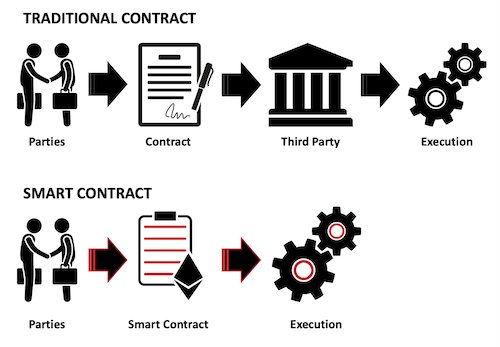 TRADITIONAL CONTRACT
Parties
Contract
Third Party
Execution
SMART CONTRACT
Parties
Smart Contract
Execution